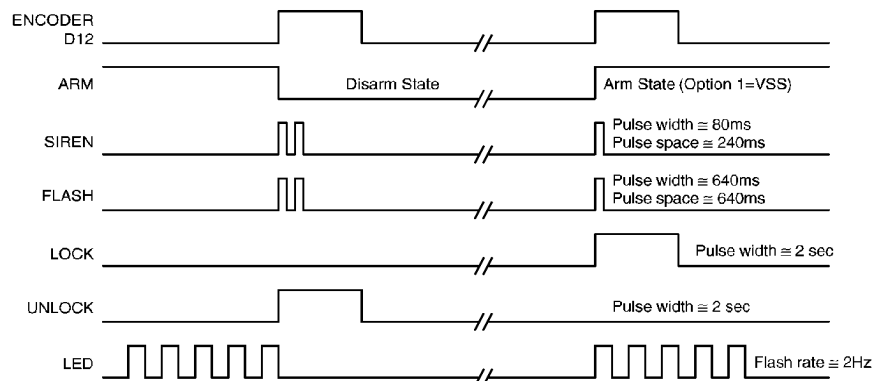 ENCODER
D12
ARM
Disarm State
Arm State (Option 1=VSS)
SIREN
Pulse width ≅ 80ms
Pulse space ≅ 240ms
FLASH
Pulse width ≅ 640ms
Pulse space ≅ 640ms
LOCK
Pulse width ≅ 2 sec
UNLOCK
Pulse width ≅ 2 sec
LED
Flash rate ≅ 2Hz